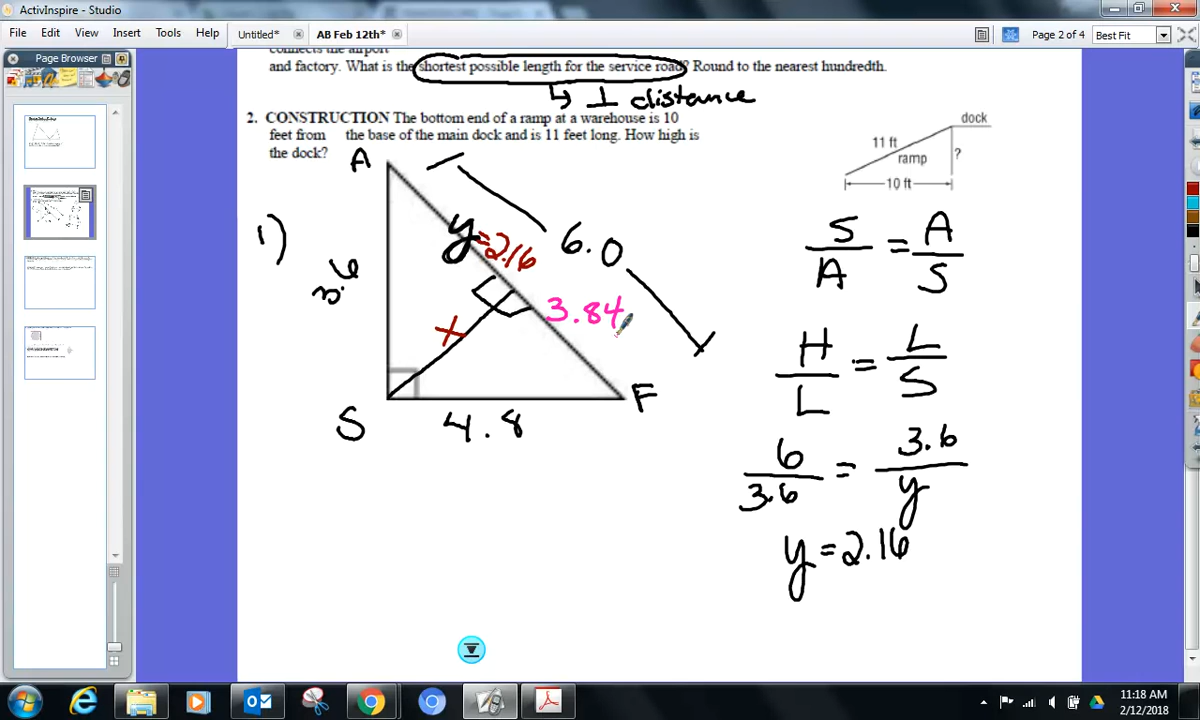 ActivInspire - Studio
File Edit View Insert Tools Help Untitled* AB Feb 12th* Page 2 of 4 Best Fit
Page Browser
connects the airport
and factory. What is the shortest possible length for the service road? Round to the nearest hundredth.
↳ ⊥ distance
2. CONSTRUCTION The bottom end of a ramp at a warehouse is 10
feet from the base of the main dock and is 11 feet long. How high is
the dock?
dock
11 ft
ramp
?
10 ft
1)
A
y=2.16
6.0
3.6
3.84
x
S
4.8
F
S/A = A/S
H/L = L/S
6/3.6 = 3.6/y
y=2.16
11:18 AM
2/12/2018